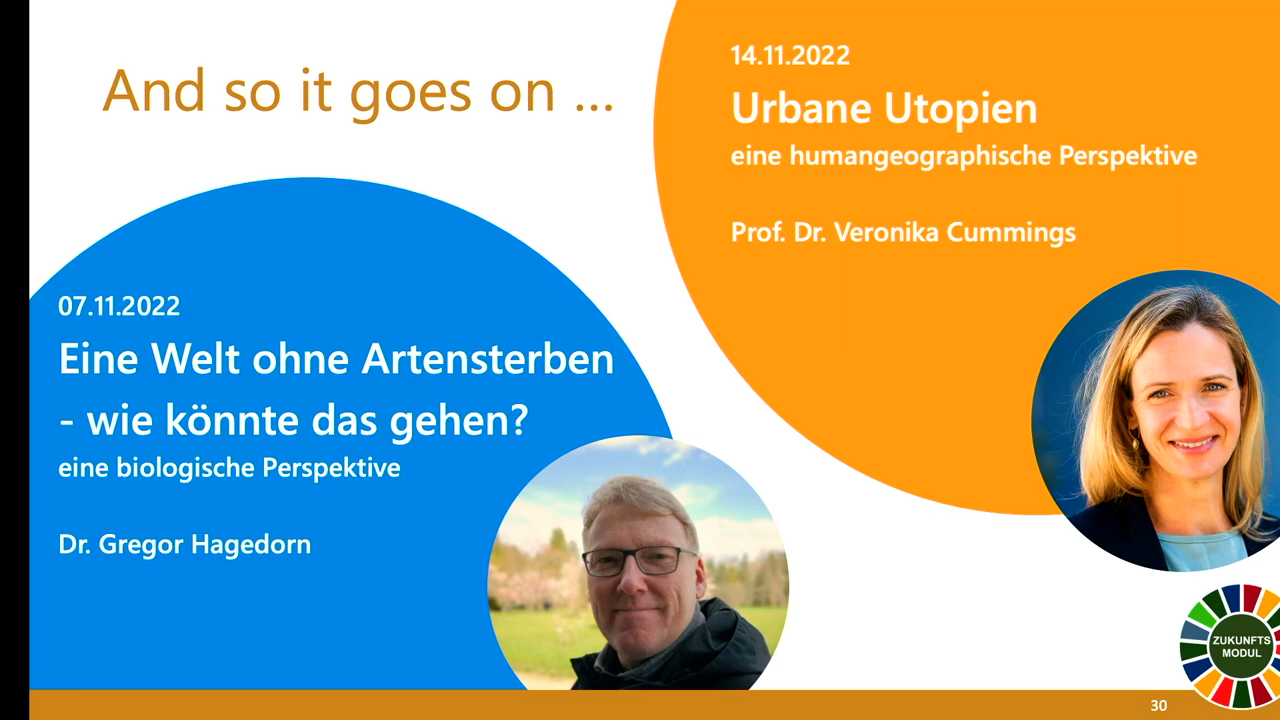 And so it goes on ...
14.11.2022
Urbane Utopien
eine humangeographische Perspektive
Prof. Dr. Veronika Cummings
07.11.2022
Eine Welt ohne Artensterben
- wie könnte das gehen?
eine biologische Perspektive
Dr. Gregor Hagedorn
ZUKUNFTS
MODUL
30